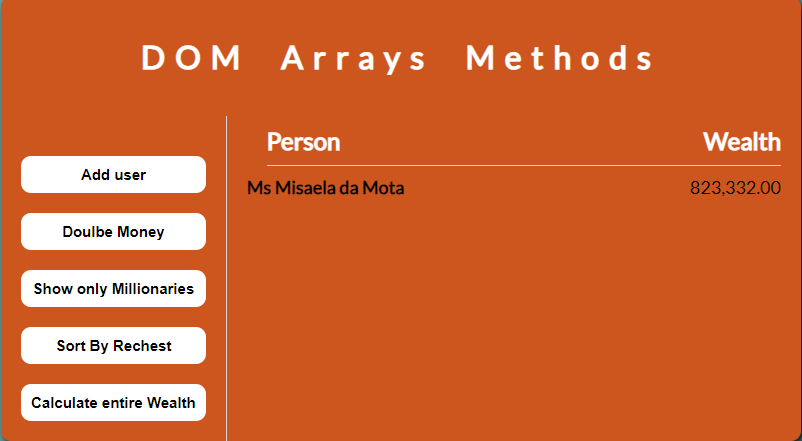 DOM Arrays Methods
Add user
Doulbe Money
Show only Millionaries
Sort By Rechest
Calculate entire Wealth
Person Wealth
Ms Misaela da Mota 823,332.00